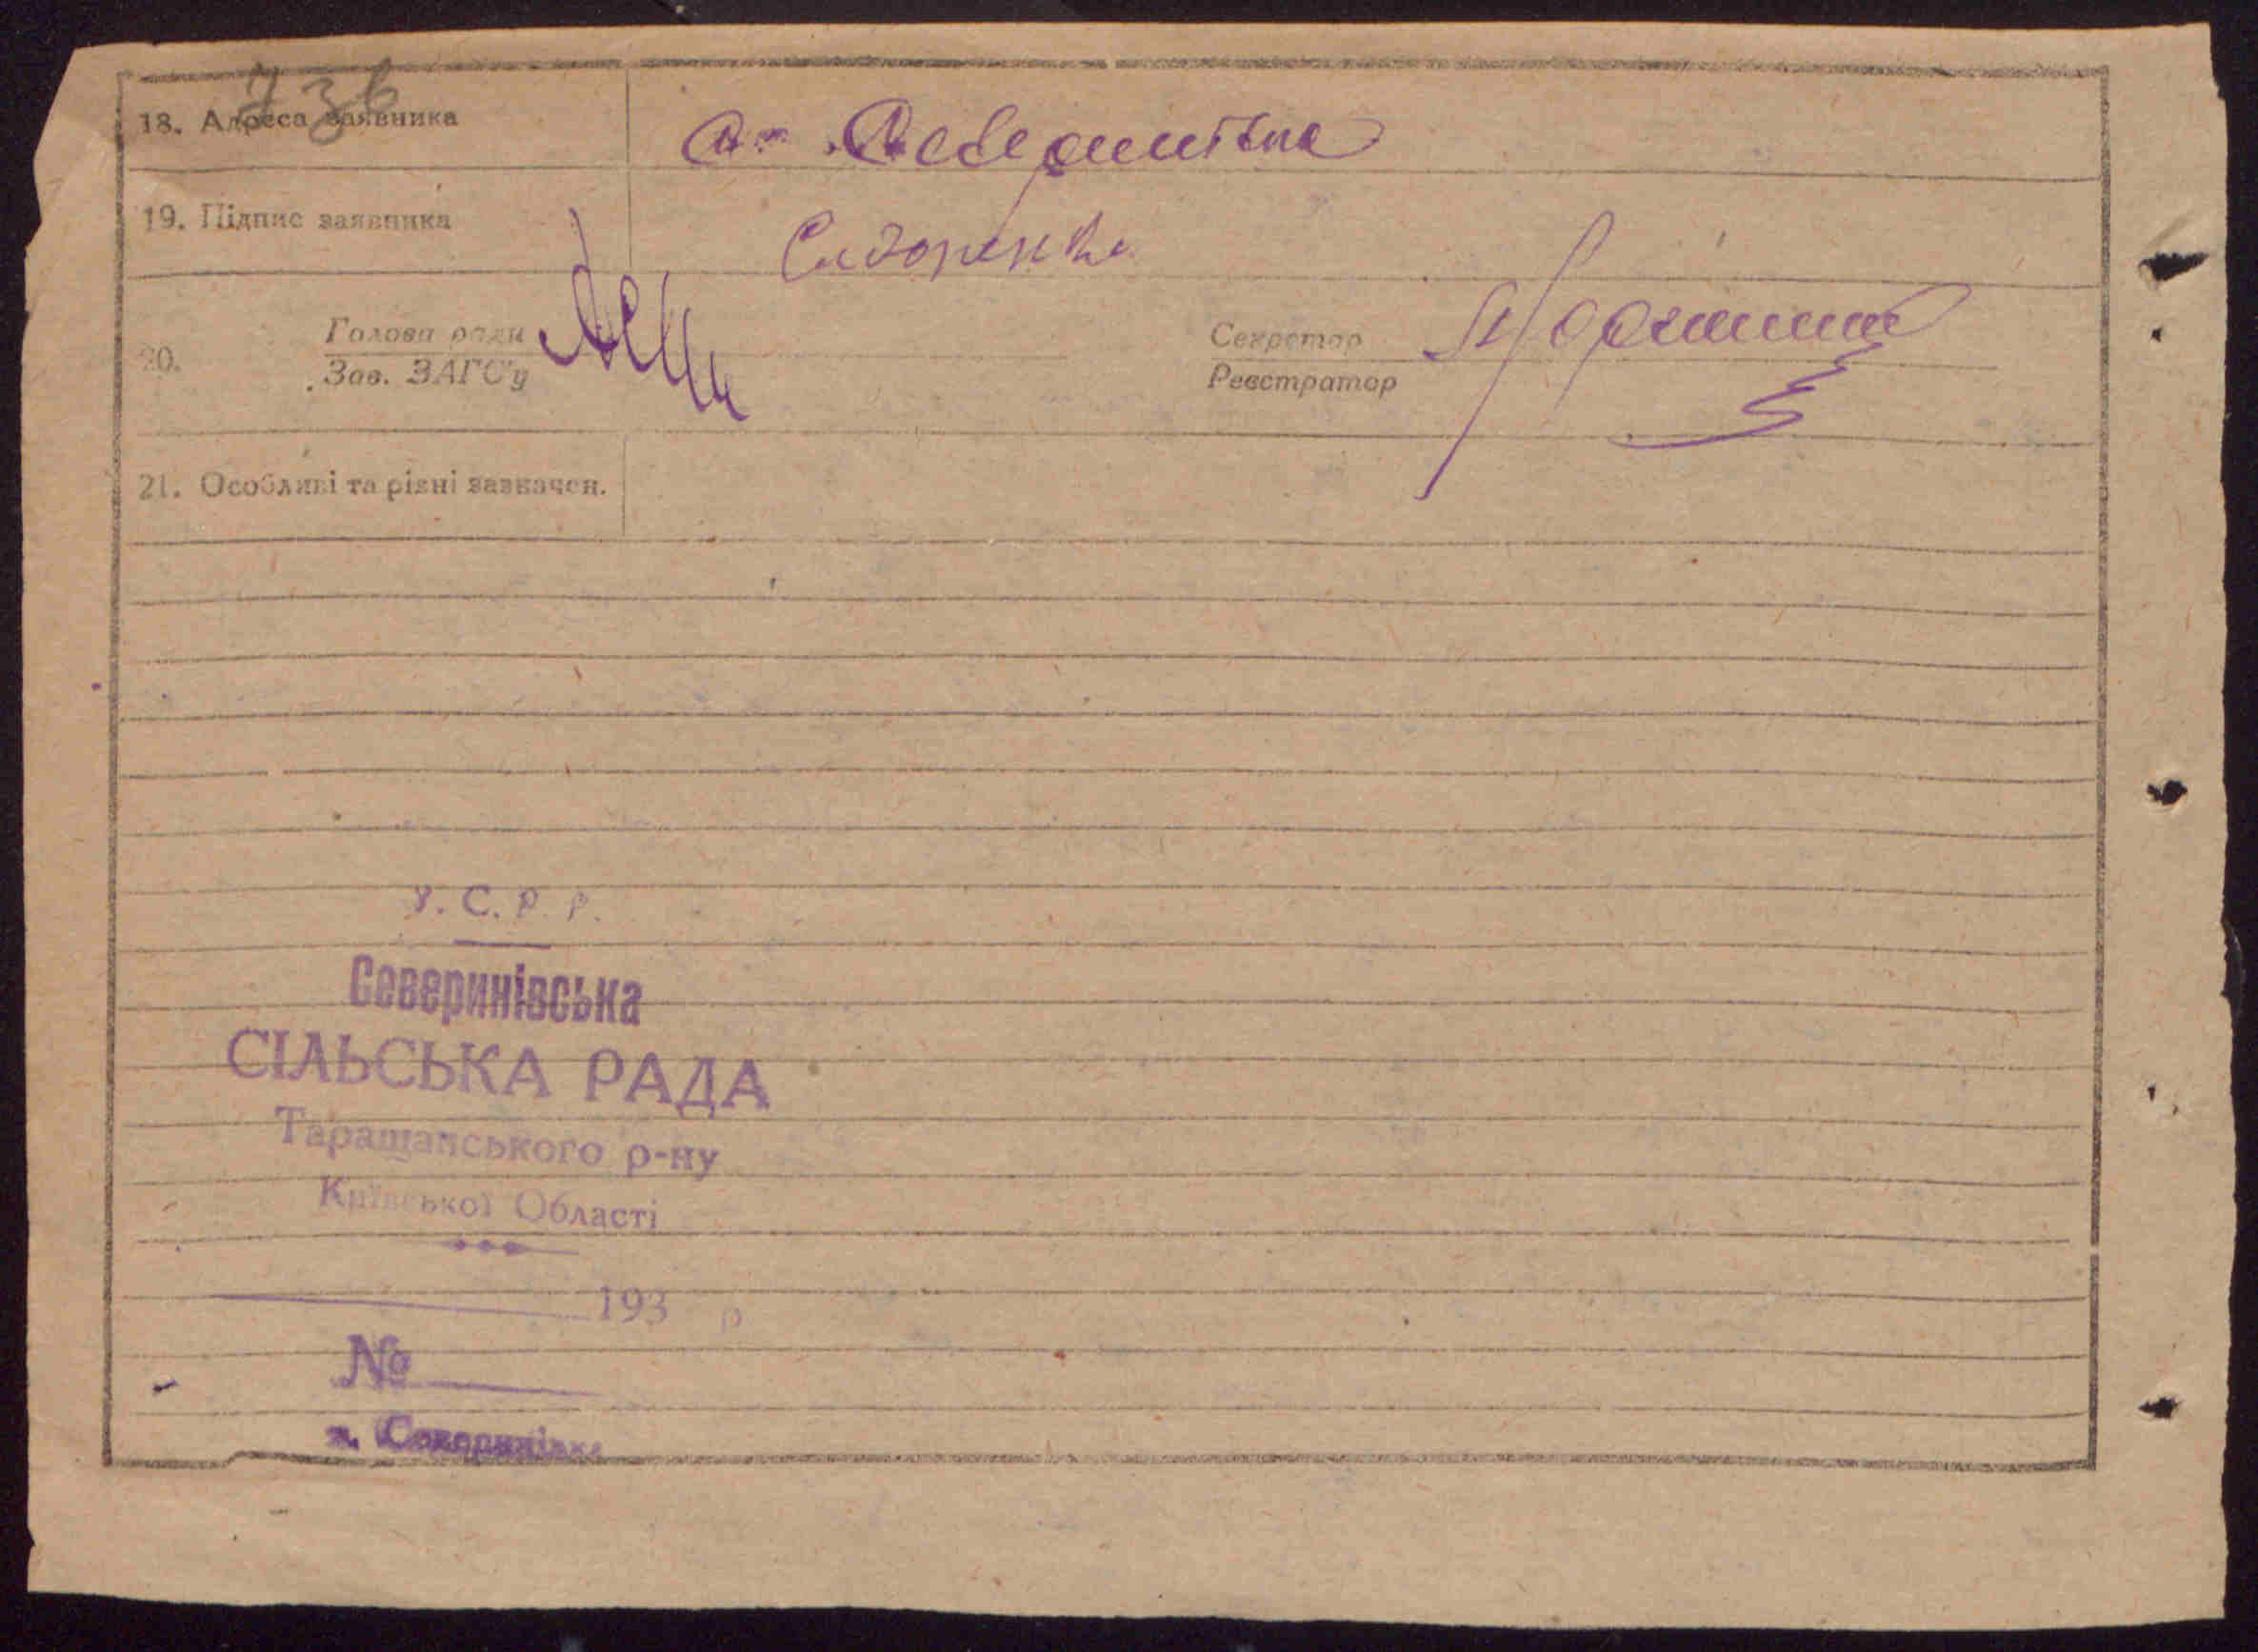 73б
18. Адреса заявника с. Северинівка
19. Підпис заявника Сидоренко
20. Голова ради Секретар
Зав. ЗАГС'у Реєстратор
21. Особливі та різні зазначен.
У. С. Р. Р.
Северинівська
СІЛЬСЬКА РАДА
Таращанського р-ну
Київської Області
193 р
№
с. Северинівка